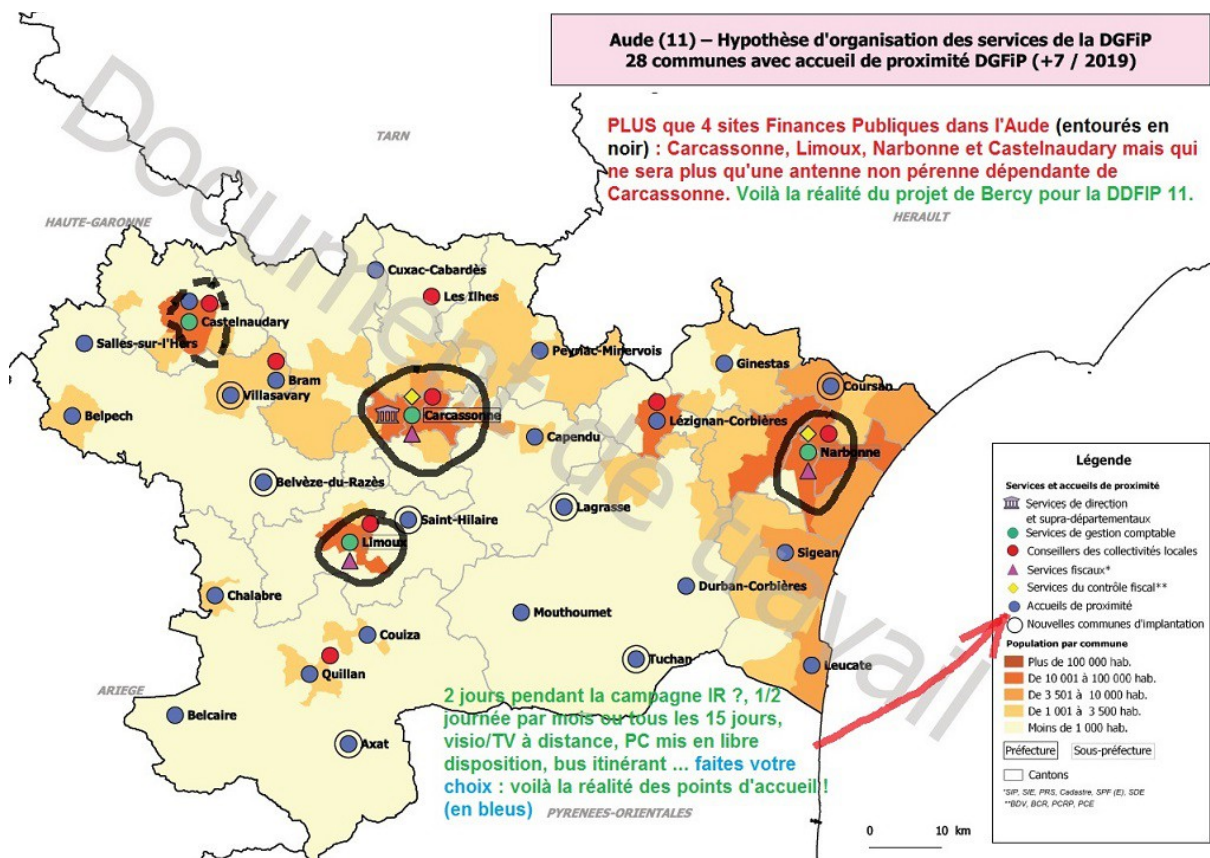 Aude (11) – Hypothèse d'organisation des services de la DGFiP
28 communes avec accueil de proximité DGFiP (+7 / 2019)
PLUS que 4 sites Finances Publiques dans l'Aude (entourés en
noir) : Carcassonne, Limoux, Narbonne et Castelnaudary mais qui
ne sera plus qu'une antenne non pérenne dépendante de
Carcassonne. Voilà la réalité du projet de Bercy pour la DDFIP 11.
TARN
HAUTE-GARONNE
HERAULT
Document de travail
Cuxac-Cabardès
Les Ilhes
Castelnaudary
Salles-sur-l'Hers
Peyriac-Minervois
Ginestas
Bram
Villasavary
Coursan
Belpech
Carcassonne
Lézignan-Corbières
Capendu
Narbonne
Belvèze-du-Razès
Saint-Hilaire
Lagrasse
Limoux
Sigean
Chalabre
Durban-Corbières
Mouthoumet
Couiza
Quillan
Tuchan
Leucate
ARIEGE
Belcaire
Axat
2 jours pendant la campagne IR ?, 1/2
journée par mois ou tous les 15 jours,
visio/TV à distance, PC mis en libre
disposition, bus itinérant ... faites votre
choix : voilà la réalité des points d'accueil !
(en bleus)
PYRENEES-ORIENTALES
Légende
Services et accueils de proximité
Services de direction
et supra-départementaux
Services de gestion comptable
Conseillers des collectivités locales
Services fiscaux*
Services du contrôle fiscal**
Accueils de proximité
Nouvelles communes d'implantation
Population par commune
Plus de 100 000 hab.
De 10 001 à 100 000 hab.
De 3 501 à 10 000 hab.
De 1 001 à 3 500 hab.
Moins de 1 000 hab.
Préfecture Sous-préfecture
Cantons
*SIP, SIE, PRS, Cadastre, SPF (E), SDE
**BDV, BCR, PCRP, PCE
0 10 km